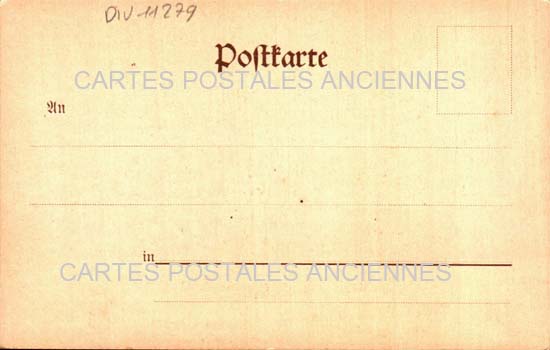 DIV-11279
Poſtkarte
CARTES POSTALES ANCIENNES
An
in
CARTES POSTALES ANCIENNES